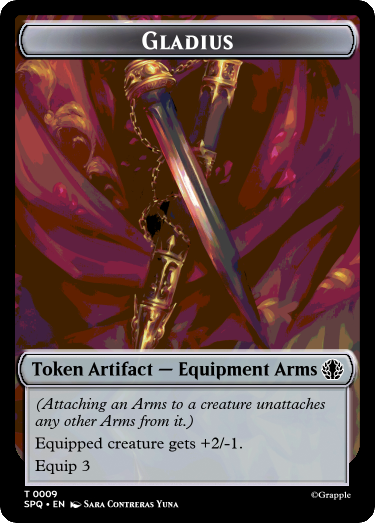 Gladius
Token Artifact — Equipment Arms
(Attaching an Arms to a creature unattaches
any other Arms from it.)
Equipped creature gets +2/-1.
Equip 3
T 0009
©Grapple
SPQ • EN Sara Contreras Yuna